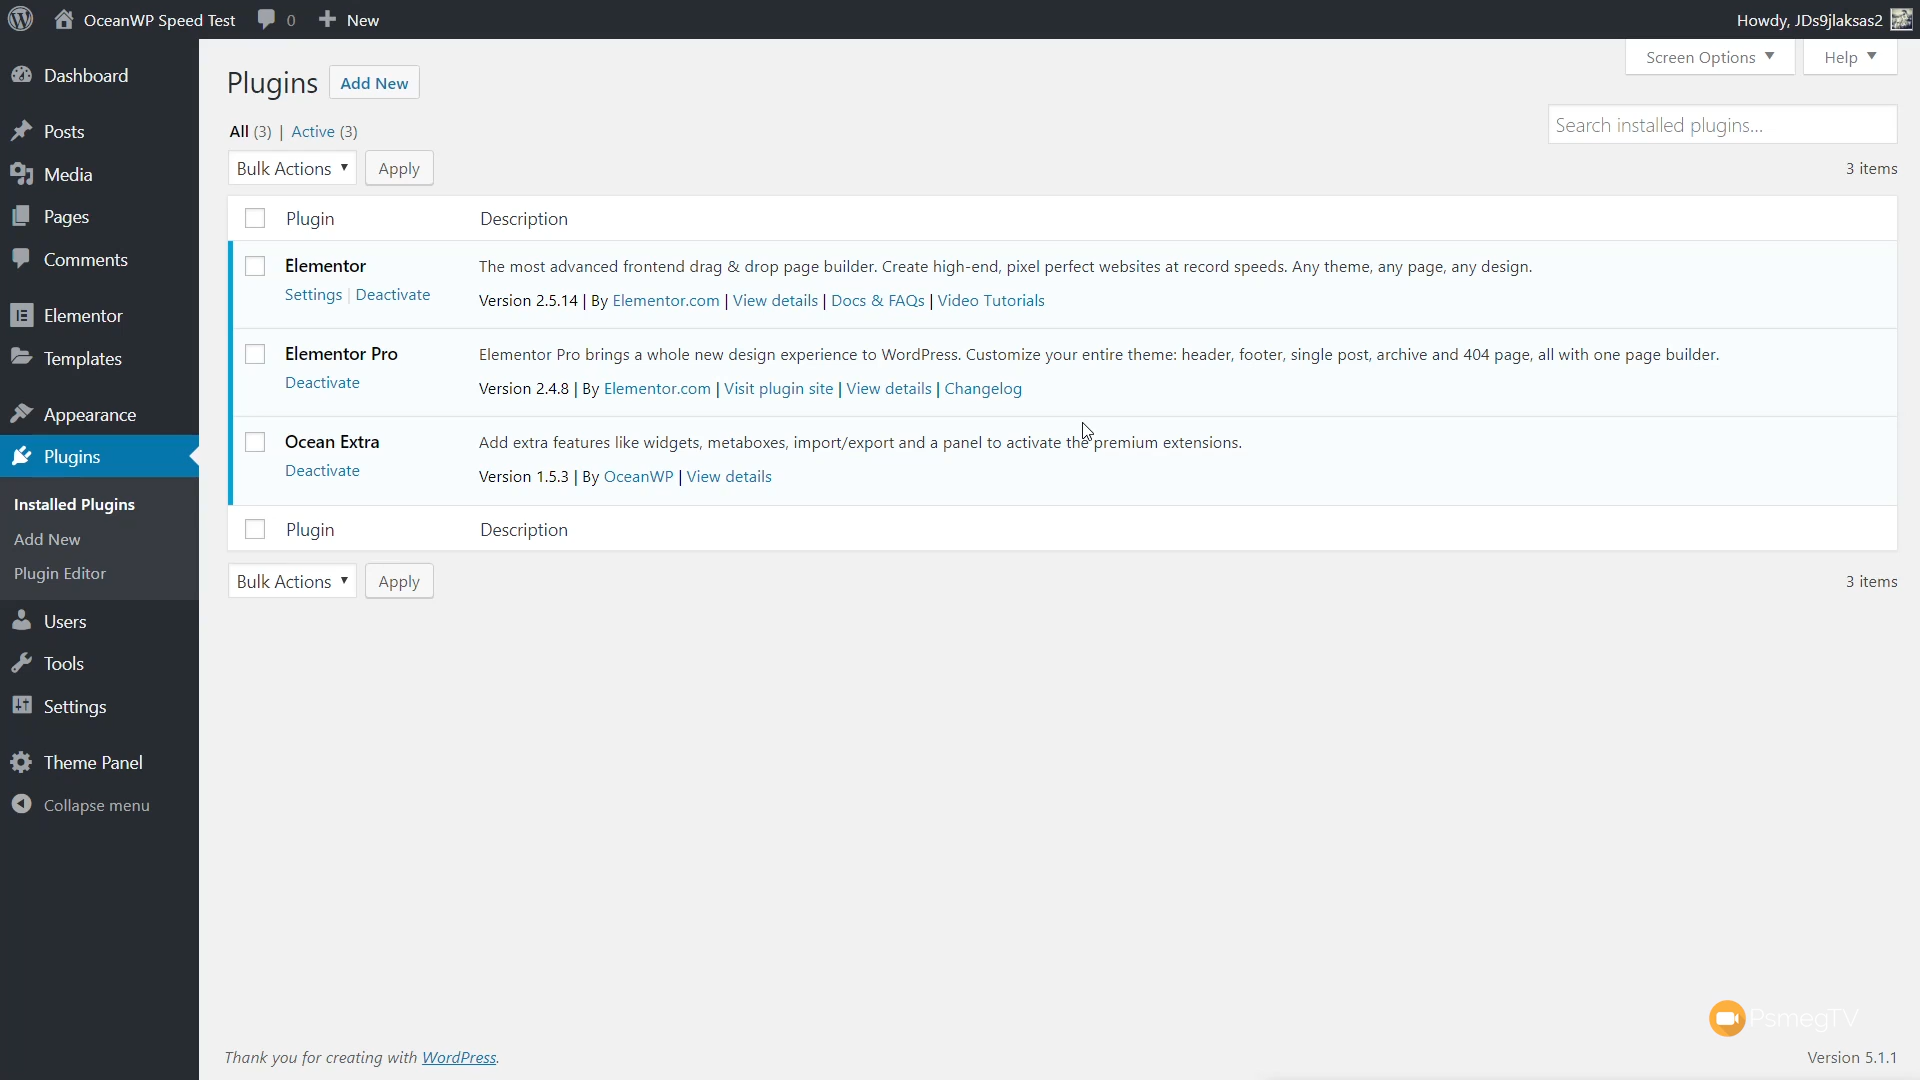 OceanWP Speed Test 0 New Howdy, JDs9jlaksas2
Screen Options Help
Dashboard
Posts
Media
Pages
Comments
Elementor
Templates
Appearance
Plugins
Installed Plugins
Add New
Plugin Editor
Users
Tools
Settings
Theme Panel
Collapse menu
Plugins Add New
All (3) | Active (3)
Search installed plugins...
Bulk Actions Apply 3 items
Plugin Description
Elementor The most advanced frontend drag & drop page builder. Create high-end, pixel perfect websites at record speeds. Any theme, any page, any design.
Settings | Deactivate Version 2.5.14 | By Elementor.com | View details | Docs & FAQs | Video Tutorials
Elementor Pro Elementor Pro brings a whole new design experience to WordPress. Customize your entire theme: header, footer, single post, archive and 404 page, all with one page builder.
Deactivate Version 2.4.8 | By Elementor.com | Visit plugin site | View details | Changelog
Ocean Extra Add extra features like widgets, metaboxes, import/export and a panel to activate the premium extensions.
Deactivate Version 1.5.3 | By OceanWP | View details
Plugin Description
Bulk Actions Apply 3 items
PsmegTV
Thank you for creating with WordPress. Version 5.1.1